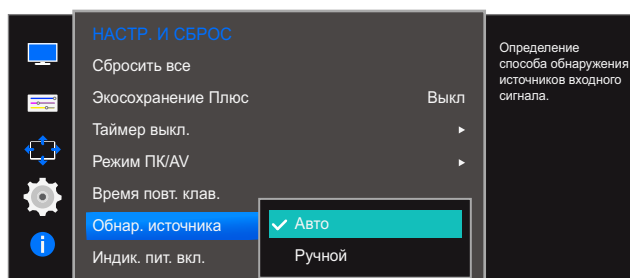 НАСТР. И СБРОС
Сбросить все
Экосохранение Плюс Выкл
Таймер выкл.
Режим ПК/AV
Время повт. клав.
Обнар. источника
Авто
Индик. пит. вкл.
Ручной
Определение
способа обнаружения
источников входного
сигнала.